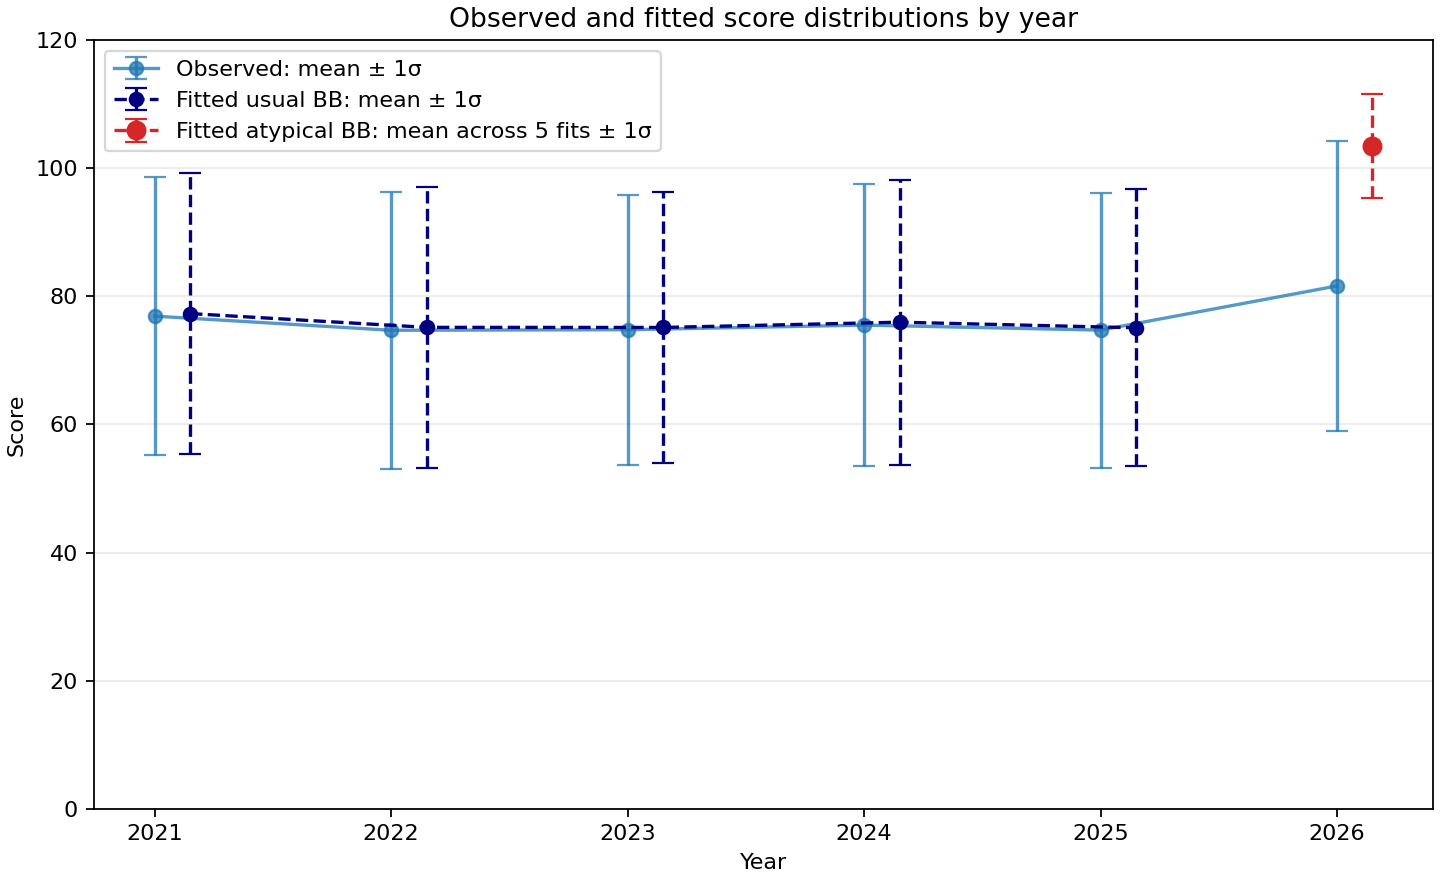 Observed and fitted score distributions by year
120
100
80
60
40
20
0
Score
Observed: mean ± 1σ
Fitted usual BB: mean ± 1σ
Fitted atypical BB: mean across 5 fits ± 1σ
2021 2022 2023 2024 2025 2026
Year